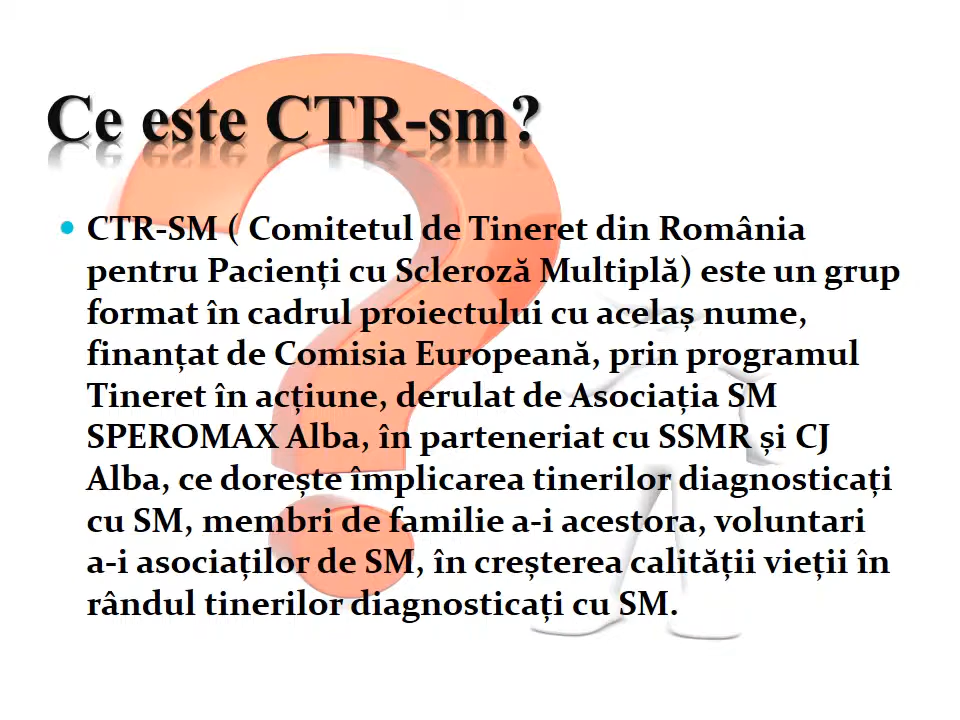 Ce este CTR-sm?
CTR-SM ( Comitetul de Tineret din România
pentru Pacienți cu Scleroză Multiplă) este un grup
format în cadrul proiectului cu acelaș nume,
finanțat de Comisia Europeană, prin programul
Tineret în acțiune, derulat de Asociația SM
SPEROMAX Alba, în parteneriat cu SSMR și CJ
Alba, ce dorește împlicarea tinerilor diagnosticați
cu SM, membri de familie a-i acestora, voluntari
a-i asociaților de SM, în creșterea calității vieții în
rândul tinerilor diagnosticați cu SM.